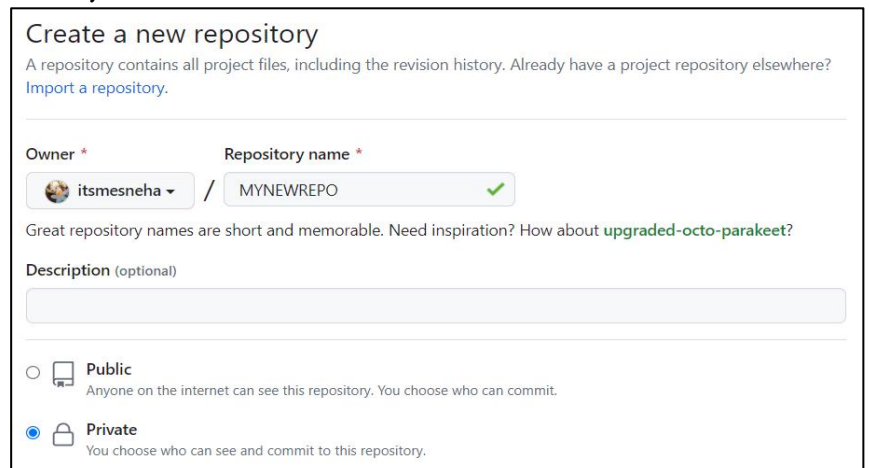 Create a new repository
A repository contains all project files, including the revision history. Already have a project repository elsewhere?
Import a repository.
Owner *
Repository name *
itsmesneha
/
MYNEWREPO
Great repository names are short and memorable. Need inspiration? How about upgraded-octo-parakeet?
Description (optional)
Public
Anyone on the internet can see this repository. You choose who can commit.
Private
You choose who can see and commit to this repository.